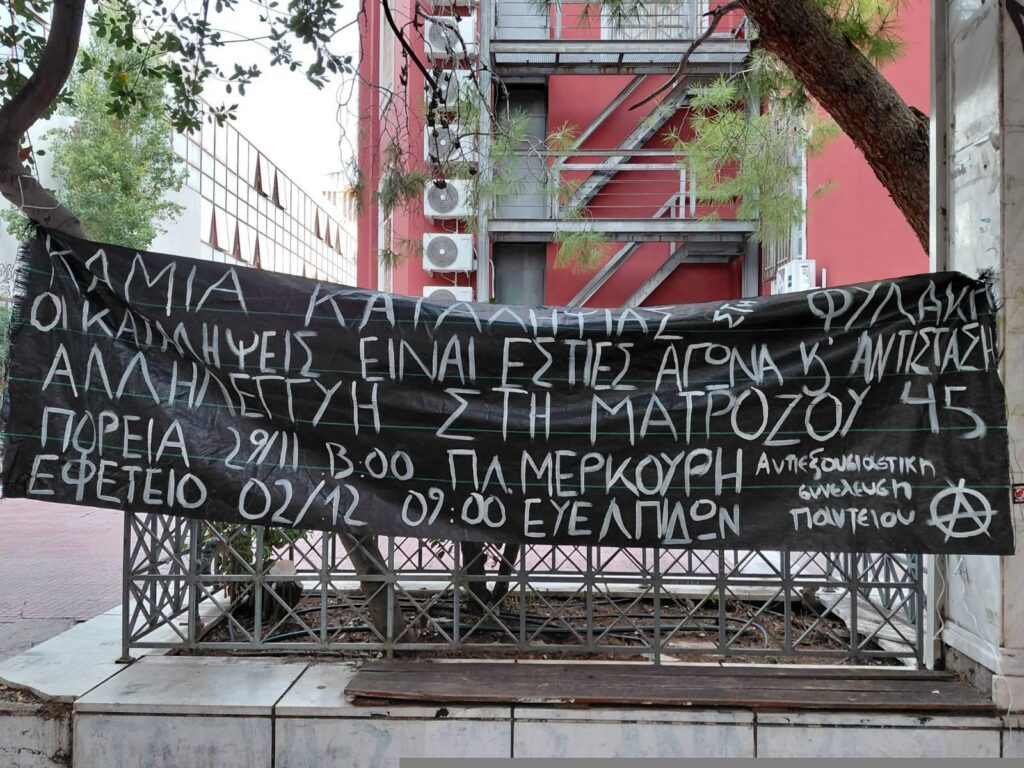 ΚΑΜΙΑ ΚΑΤΑΛΗΨΙΑΣ ΣΤΗ ΦΥΛΑΚΗ
ΟΙ ΚΑΤΑΛΗΨΕΙΣ ΕΙΝΑΙ ΕΣΤΙΕΣ ΑΓΩΝΑ Κ' ΑΝΤΙΣΤΑΣΗΣ
ΑΛΛΗΛΕΓΓΥΗ ΣΤΗ ΜΑΤΡΟΖΟΥ 45
ΠΟΡΕΙΑ 29/11 13:00 ΠΛ. ΜΕΡΚΟΥΡΗ
ΕΦΕΤΕΙΟ 02/12 09:00 ΕΥΕΛΠΙΔΩΝ
Αντιεξουσιαστικη
συνελευση
Παντειου